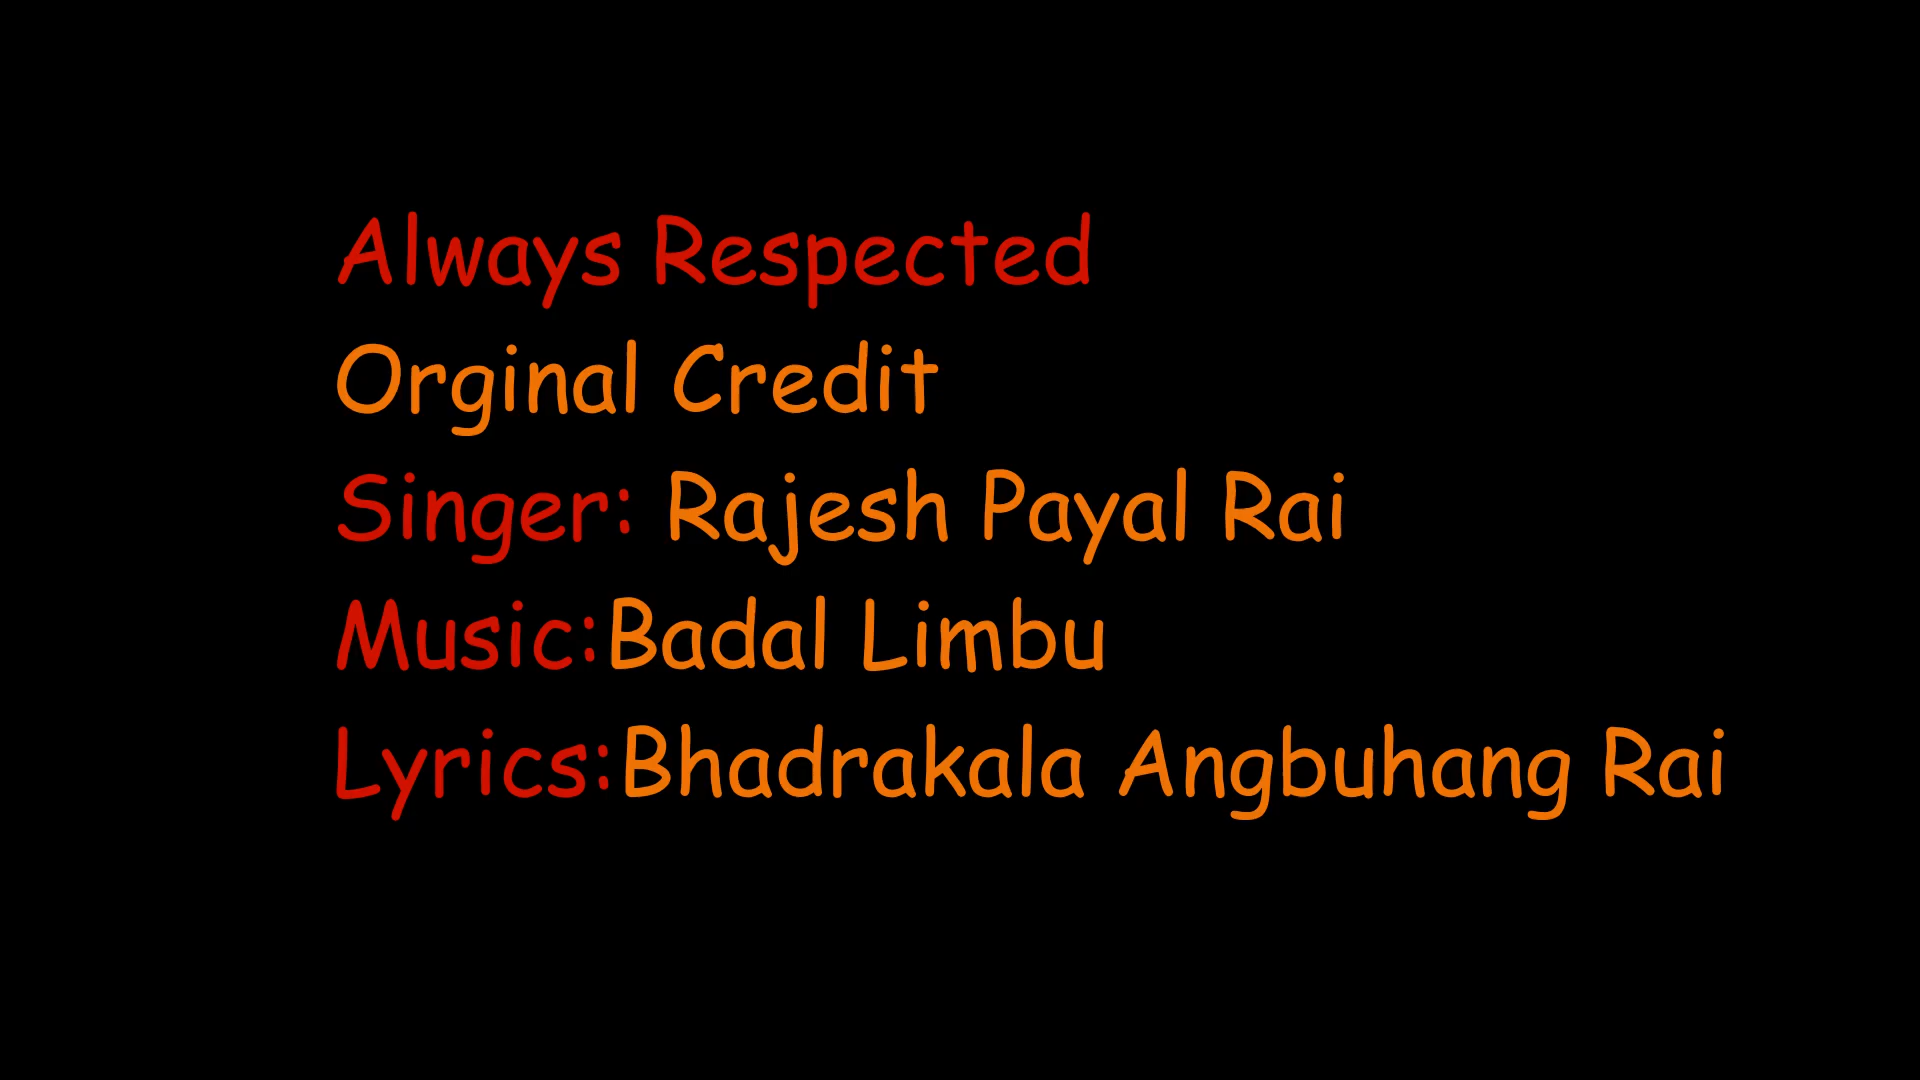 Always Respected
Orginal Credit
Singer: Rajesh Payal Rai
Music:Badal Limbu
Lyrics:Bhadrakala Angbuhang Rai